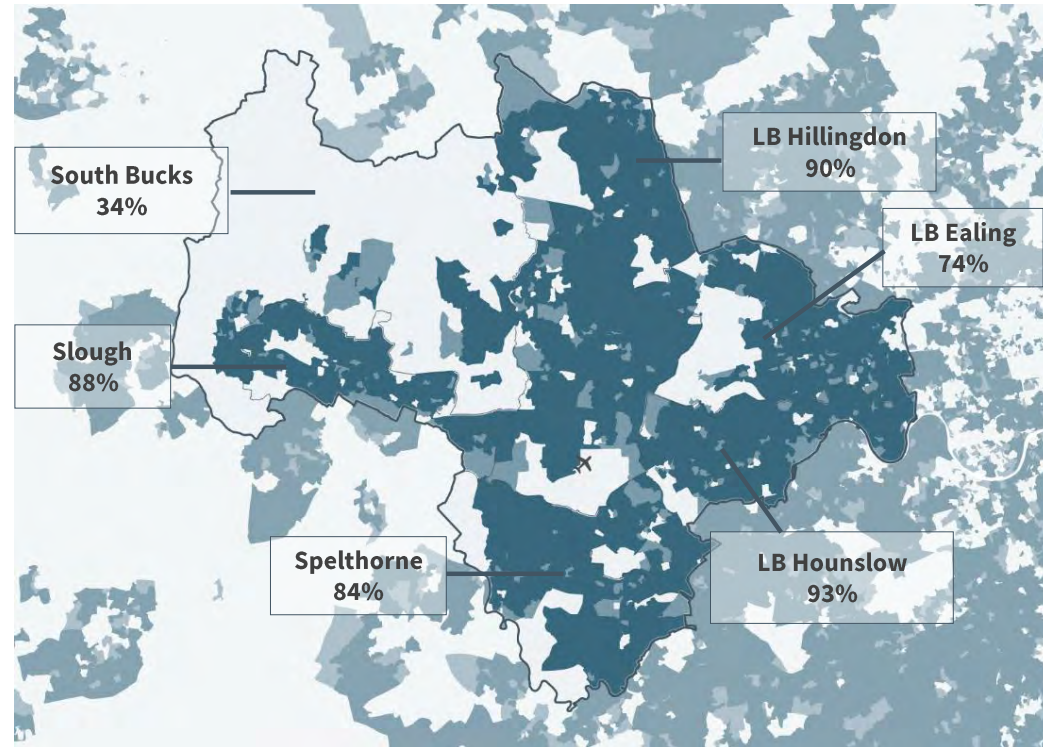 LB Hillingdon
90%
South Bucks
34%
LB Ealing
74%
Slough
88%
Spelthorne
84%
LB Hounslow
93%